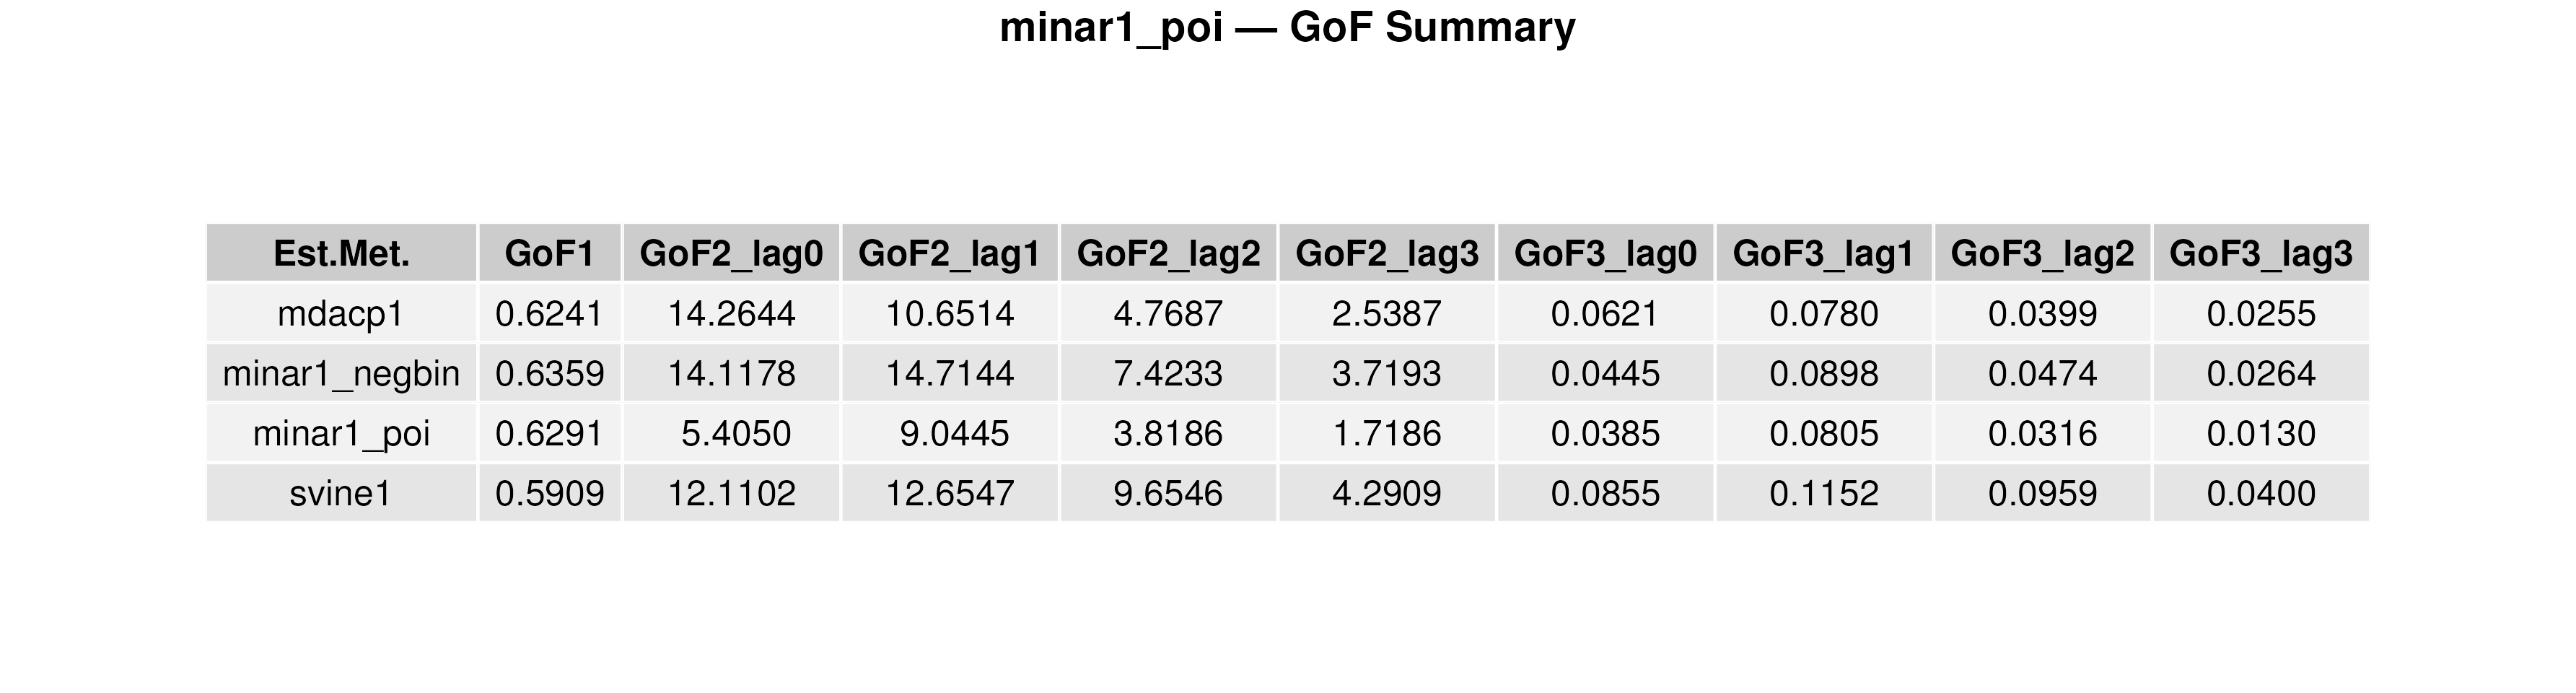 minar1_poi — GoF Summary
Est.Met. GoF1 GoF2_lag0 GoF2_lag1 GoF2_lag2 GoF2_lag3 GoF3_lag0 GoF3_lag1 GoF3_lag2 GoF3_lag3
mdacp1 0.6241 14.2644 10.6514 4.7687 2.5387 0.0621 0.0780 0.0399 0.0255
minar1_negbin 0.6359 14.1178 14.7144 7.4233 3.7193 0.0445 0.0898 0.0474 0.0264
minar1_poi 0.6291 5.4050 9.0445 3.8186 1.7186 0.0385 0.0805 0.0316 0.0130
svine1 0.5909 12.1102 12.6547 9.6546 4.2909 0.0855 0.1152 0.0959 0.0400